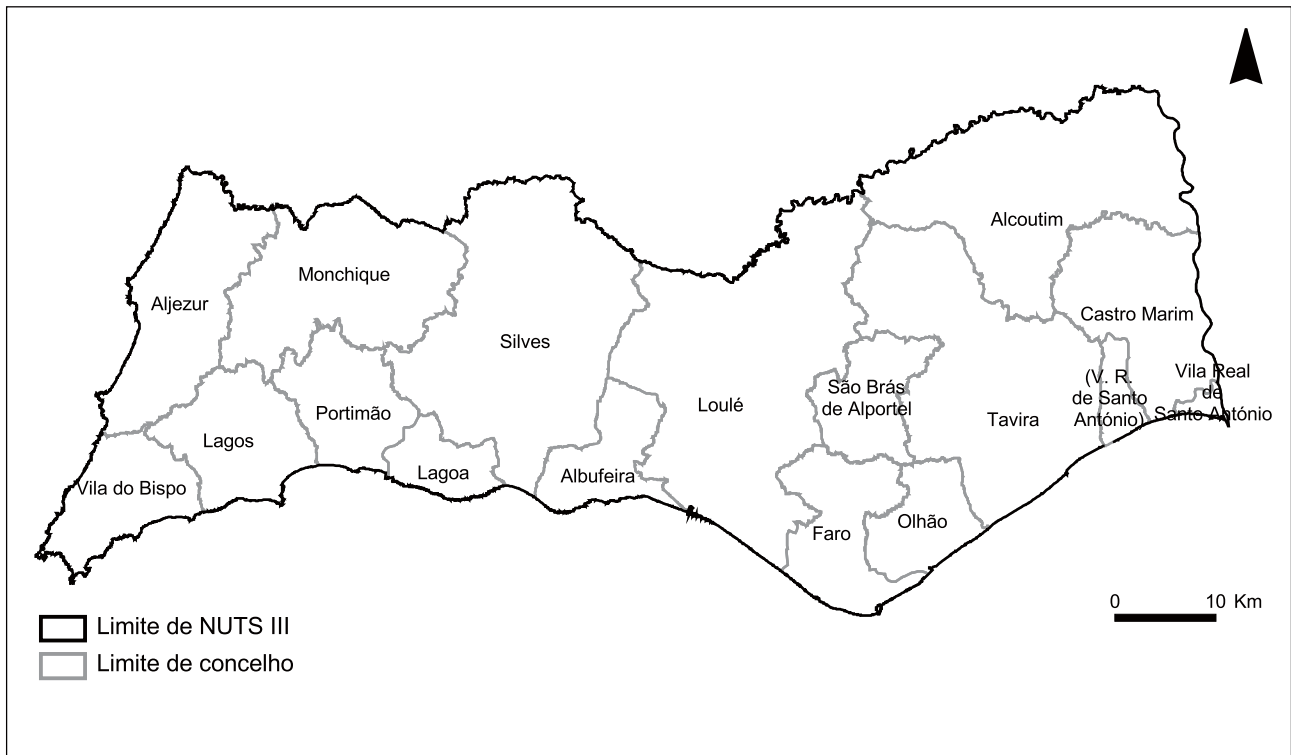 Alcoutim
Monchique
Aljezur
Castro Marim
Silves
Vila Real
de
Santo António
(V. R.
de Santo
António)
São Brás
de Alportel
Loulé
Portimão
Tavira
Lagos
Lagoa
Albufeira
Vila do Bispo
Olhão
Faro
0 10 Km
Limite de NUTS III
Limite de concelho